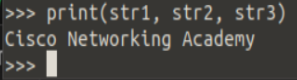 >>> print(str1, str2, str3)
Cisco Networking Academy
>>>